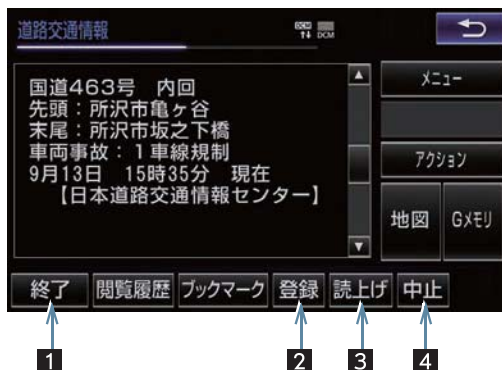 道路交通情報
DCM
DCM
国道463号 内回
先頭：所沢市亀ヶ谷
末尾：所沢市坂之下橋
車両事故：1車線規制
9月13日 15時35分 現在
【日本道路交通情報センター】
メニュー
アクション
地図 Gメモリ
終了 閲覧履歴 ブックマーク 登録 読上げ 中止
1 2 3 4